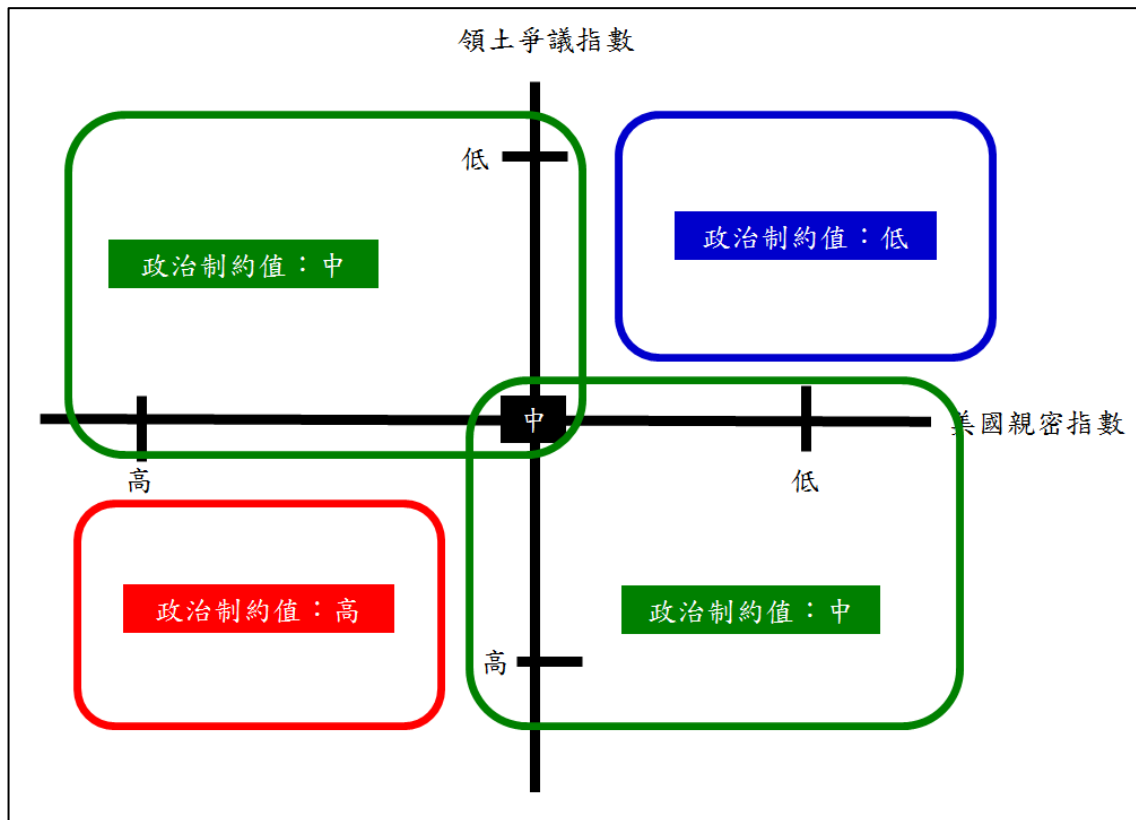 領土爭議指數
低
政治制約值：低
政治制約值：中
中
美國親密指數
高
低
政治制約值：高
政治制約值：中
高